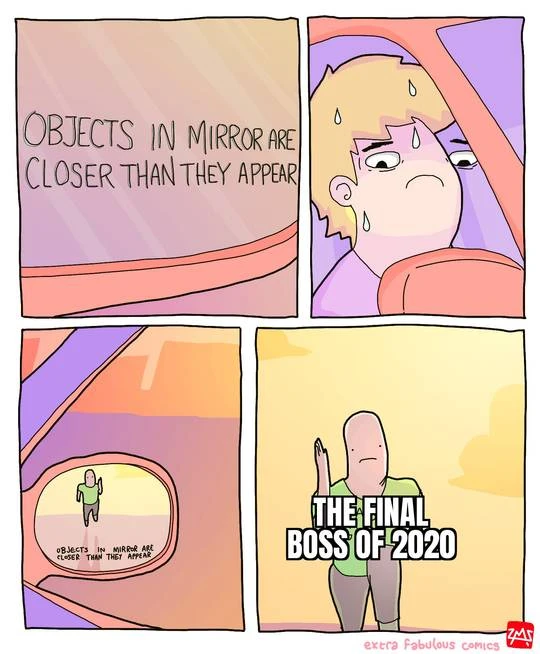 OBJECTS IN MIRROR ARE
CLOSER THAN THEY APPEAR
OBJECTS IN MIRROR ARE
CLOSER THAN THEY APPEAR
THE FINAL
BOSS OF 2020
extra fabulous comics
ZMS